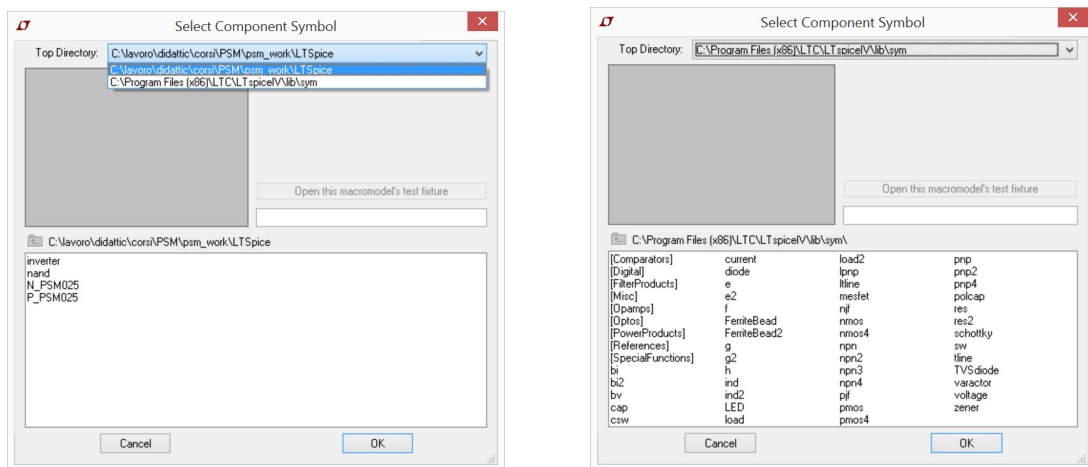 Select Component Symbol
Top Directory: C:\lavoro\didattic\corsi\PSM\psm_work\LTSpice
C:\lavoro\didattic\corsi\PSM\psm_work\LTSpice
C:\Program Files (x86)\LTC\LTspiceIV\lib\sym
Open this macromodel's test fixture
C:\lavoro\didattic\corsi\PSM\psm_work\LTSpice
inverter
nand
N_PSM025
P_PSM025
Cancel OK
Select Component Symbol
Top Directory: C:\Program Files (x86)\LTC\LTspiceIV\lib\sym
Open this macromodel's test fixture
C:\Program Files (x86)\LTC\LTspiceIV\lib\sym\
[Comparators] current load2 pnp
[Digital] diode lpnp pnp2
[FilterProducts] e ltline pnp4
[Misc] e2 mesfet polcap
[Opamps] f njf res
[Optos] FerriteBead nmos res2
[PowerProducts] FerriteBead2 nmos4 schottky
[References] g npn sw
[SpecialFunctions] g2 npn2 tline
bi h npn3 TVSdiode
bi2 ind npn4 varactor
bv ind2 pjf voltage
cap LED pmos zener
csw load pmos4
Cancel OK